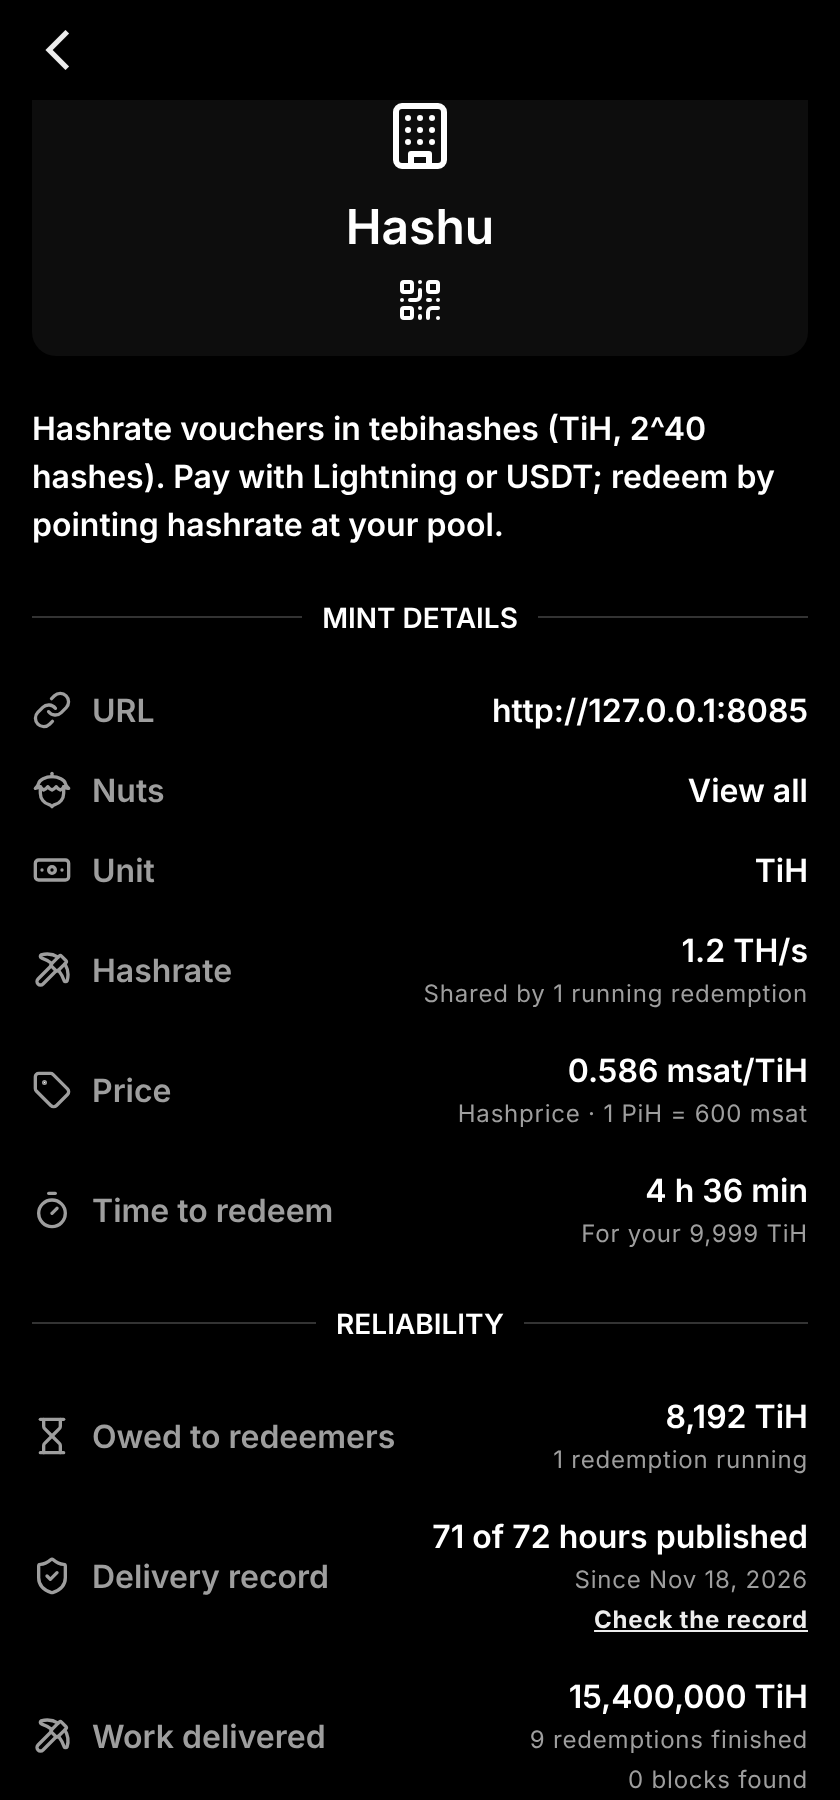 Hashu
Hashrate vouchers in tebihashes (TiH, 2^40
hashes). Pay with Lightning or USDT; redeem by
pointing hashrate at your pool.
MINT DETAILS
URL
http://127.0.0.1:8085
Nuts
View all
Unit
TiH
Hashrate
1.2 TH/s
Shared by 1 running redemption
Price
0.586 msat/TiH
Hashprice · 1 PiH = 600 msat
Time to redeem
4 h 36 min
For your 9,999 TiH
RELIABILITY
Owed to redeemers
8,192 TiH
1 redemption running
Delivery record
71 of 72 hours published
Since Nov 18, 2026
Check the record
Work delivered
15,400,000 TiH
9 redemptions finished
0 blocks found